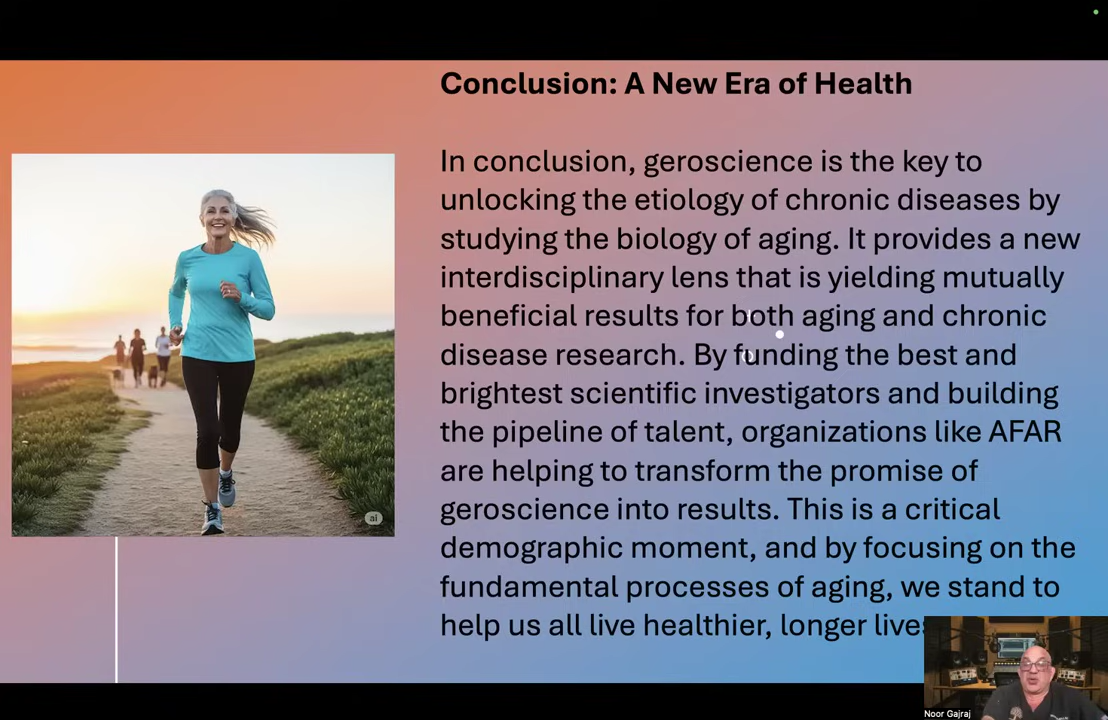 Conclusion: A New Era of Health
In conclusion, geroscience is the key to
unlocking the etiology of chronic diseases by
studying the biology of aging. It provides a new
interdisciplinary lens that is yielding mutually
beneficial results for both aging and chronic
disease research. By funding the best and
brightest scientific investigators and building
the pipeline of talent, organizations like AFAR
are helping to transform the promise of
geroscience into results. This is a critical
demographic moment, and by focusing on the
fundamental processes of aging, we stand to
help us all live healthier, longer lives
ai
Noor Gajraj